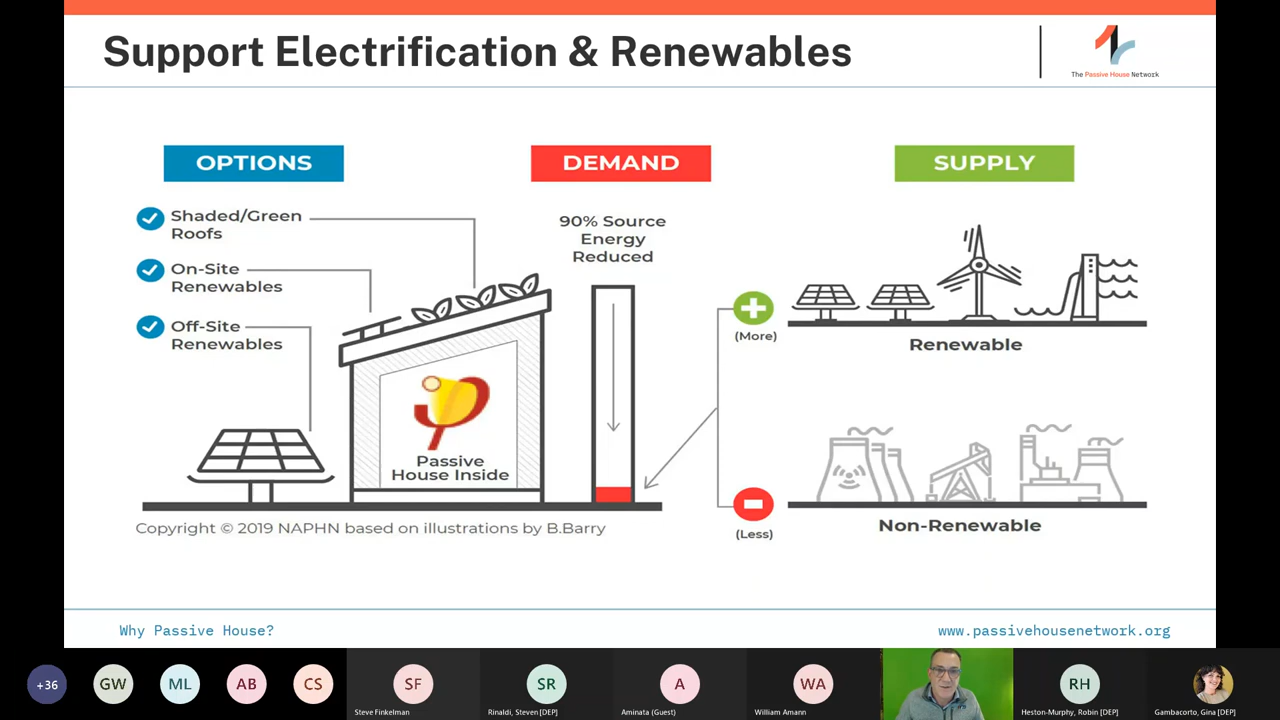 Support Electrification & Renewables
The Passive House Network
OPTIONS
DEMAND
SUPPLY
Shaded/Green
Roofs
On-Site
Renewables
Off-Site
Renewables
90% Source
Energy
Reduced
(More)
Renewable
Passive
House Inside
(Less)
Non-Renewable
Copyright © 2019 NAPHN based on illustrations by B.Barry
Why Passive House?
www.passivehousenetwork.org
+36
GW
ML
AB
CS
SF
Steve Finkelman
SR
Rinaldi, Steven [DEP]
A
Aminata (Guest)
WA
William Amann
RH
Heston-Murphy, Robin [DEP]
Gambacorto, Gina [DEP]